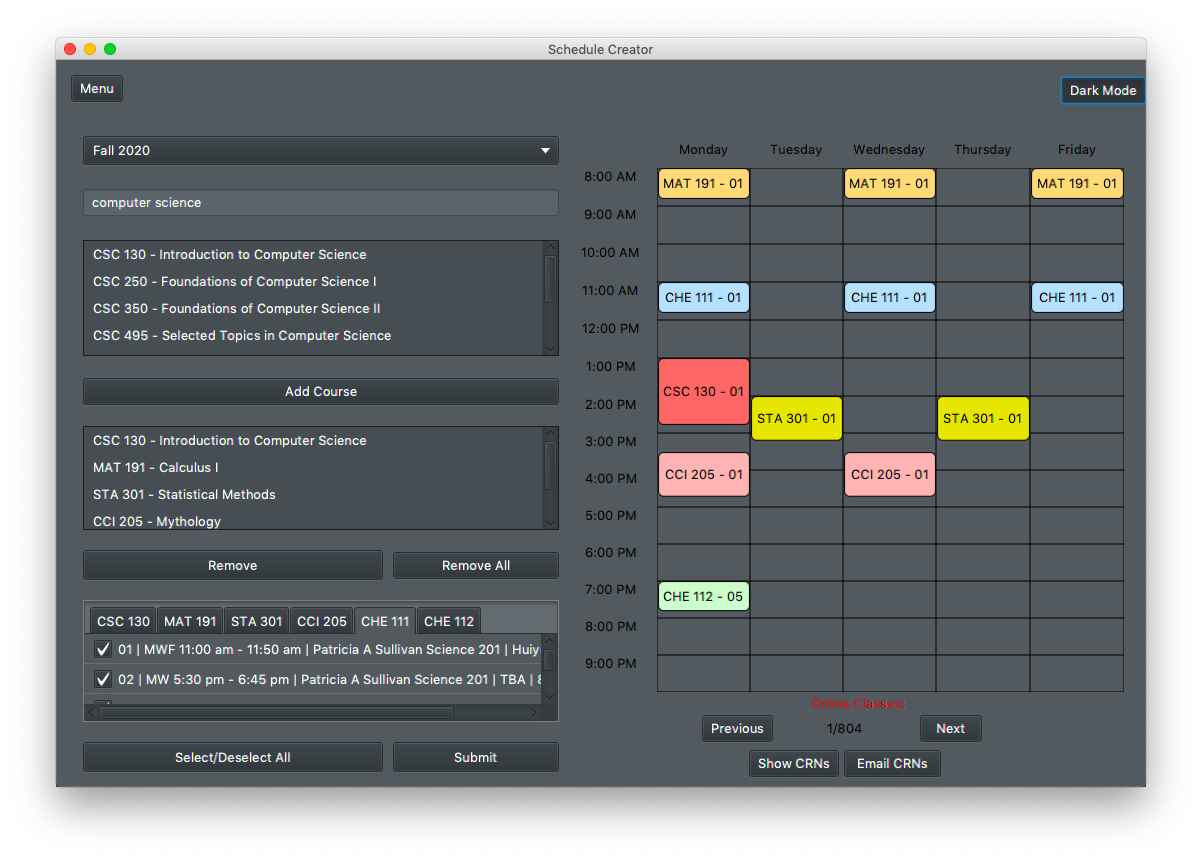 Schedule Creator
Menu
Dark Mode
Fall 2020
computer science
CSC 130 - Introduction to Computer Science
CSC 250 - Foundations of Computer Science I
CSC 350 - Foundations of Computer Science II
CSC 495 - Selected Topics in Computer Science
Add Course
CSC 130 - Introduction to Computer Science
MAT 191 - Calculus I
STA 301 - Statistical Methods
CCI 205 - Mythology
Remove
Remove All
CSC 130
MAT 191
STA 301
CCI 205
CHE 111
CHE 112
01 | MWF 11:00 am - 11:50 am | Patricia A Sullivan Science 201 |
02 | MW 5:30 pm - 6:45 pm | Patricia A Sullivan Science 201 | TBA |
Select/Deselect All
Submit
Monday Tuesday Wednesday Thursday Friday
8:00 AM
MAT 191 - 01
MAT 191 - 01
MAT 191 - 01
9:00 AM
10:00 AM
11:00 AM
CHE 111 - 01
CHE 111 - 01
CHE 111 - 01
12:00 PM
1:00 PM
CSC 130 - 01
2:00 PM
STA 301 - 01
STA 301 - 01
3:00 PM
CCI 205 - 01
CCI 205 - 01
4:00 PM
5:00 PM
6:00 PM
7:00 PM
CHE 112 - 05
8:00 PM
9:00 PM
Online Classes:
Previous
1/804
Next
Show CRNs
Email CRNs